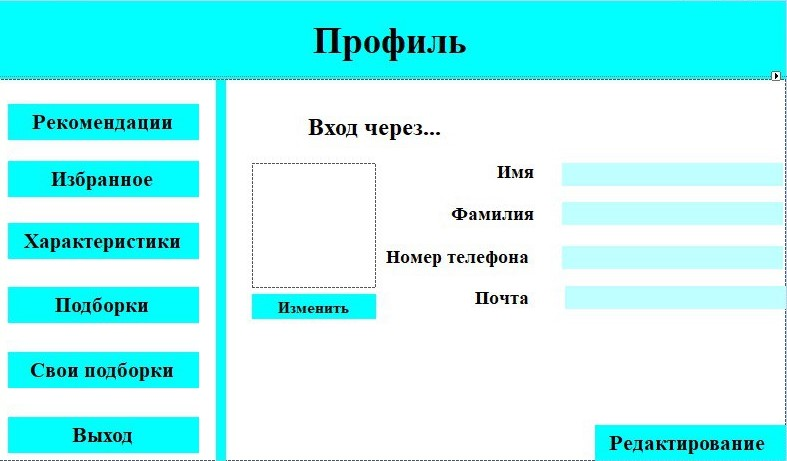 Профиль
Рекомендации
Избранное
Характеристики
Подборки
Свои подборки
Выход
Вход через...
Изменить
Имя
Фамилия
Номер телефона
Почта
Редактирование